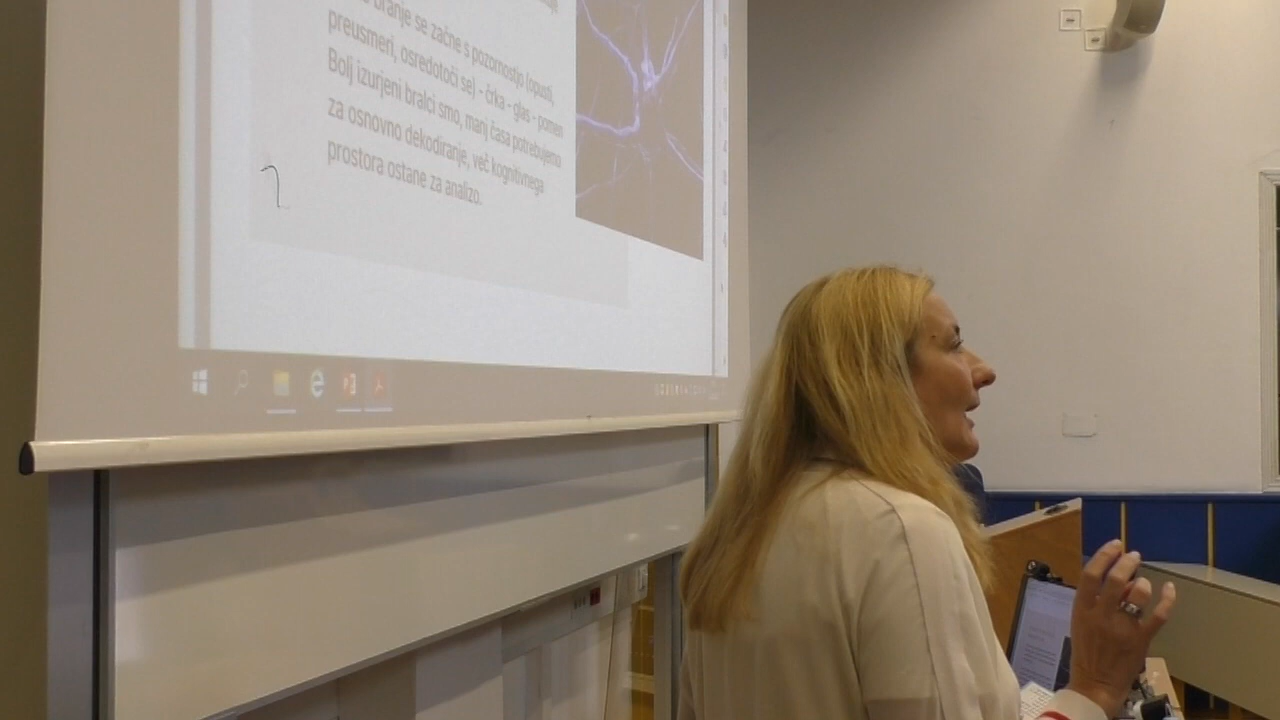 branje se začne s pozornostjo (opusti,
preusmeri, osredotoči se) - črka - glas - pomen
Bolj izurjeni bralci smo, manj časa potrebujemo
za osnovno dekodiranje, več kognitivnega
prostora ostane za analizo.